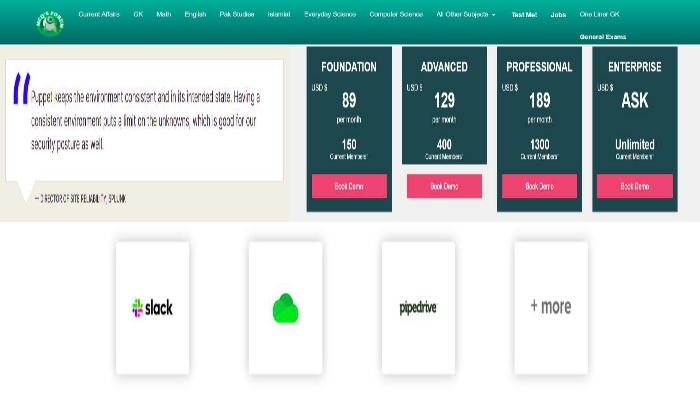 MCQ'S FORUM
Current Affairs GK Math English Pak Studies Islamiat Everyday Science Computer Science All Other Subjects Test Me! Jobs One Liner GK
General Exams
“
Puppet keeps the environment consistent and in its intended state. Having a
consistent environment puts a limit on the unknowns, which is good for our
security posture as well.
— DIRECTOR OF SITE RELIABILITY, SPLUNK
FOUNDATION
USD $
89
per month
150
Current Members*
Book Demo
ADVANCED
USD $
129
per month
400
Current Members*
Book Demo
PROFESSIONAL
USD $
189
per month
1300
Current Members*
Book Demo
ENTERPRISE
USD $
ASK
Unlimited
Current Members*
Book Demo
slack
pipedrive
+ more